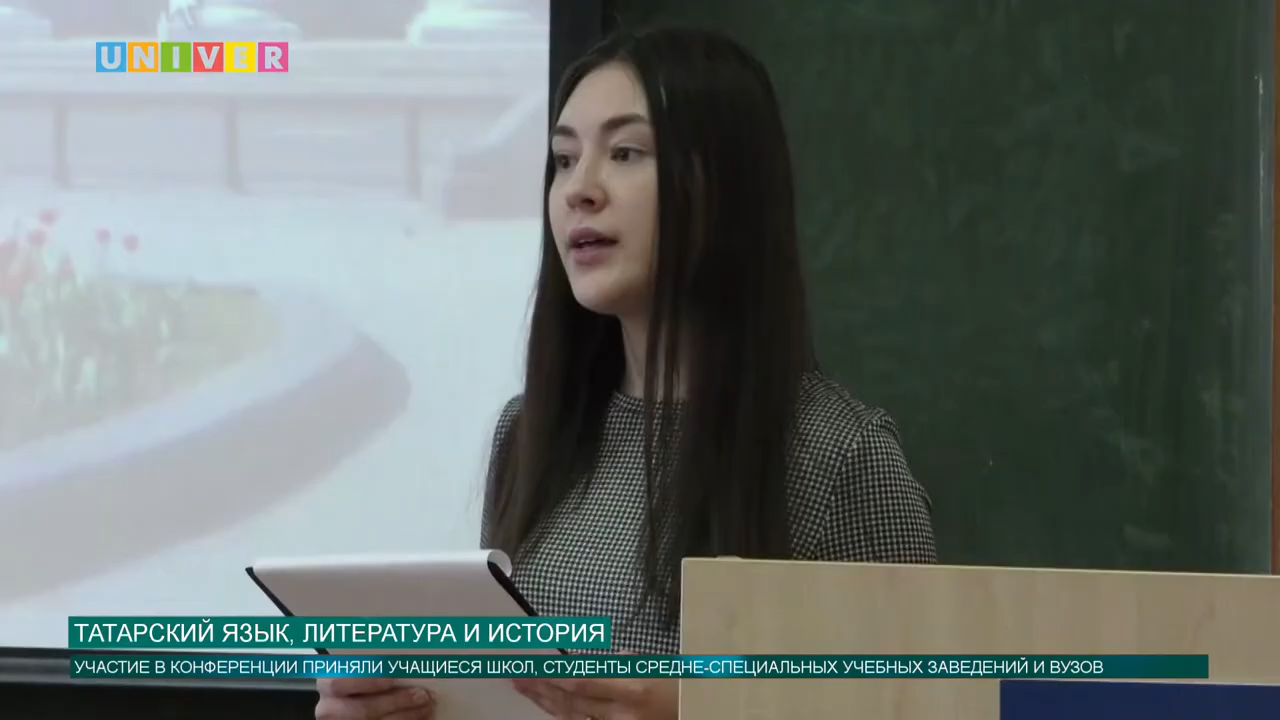 UNIVER
ТАТАРСКИЙ ЯЗЫК, ЛИТЕРАТУРА И ИСТОРИЯ
УЧАСТИЕ В КОНФЕРЕНЦИИ ПРИНЯЛИ УЧАЩИЕСЯ ШКОЛ, СТУДЕНТЫ СРЕДНЕ-СПЕЦИАЛЬНЫХ УЧЕБНЫХ ЗАВЕДЕНИЙ И ВУЗОВ